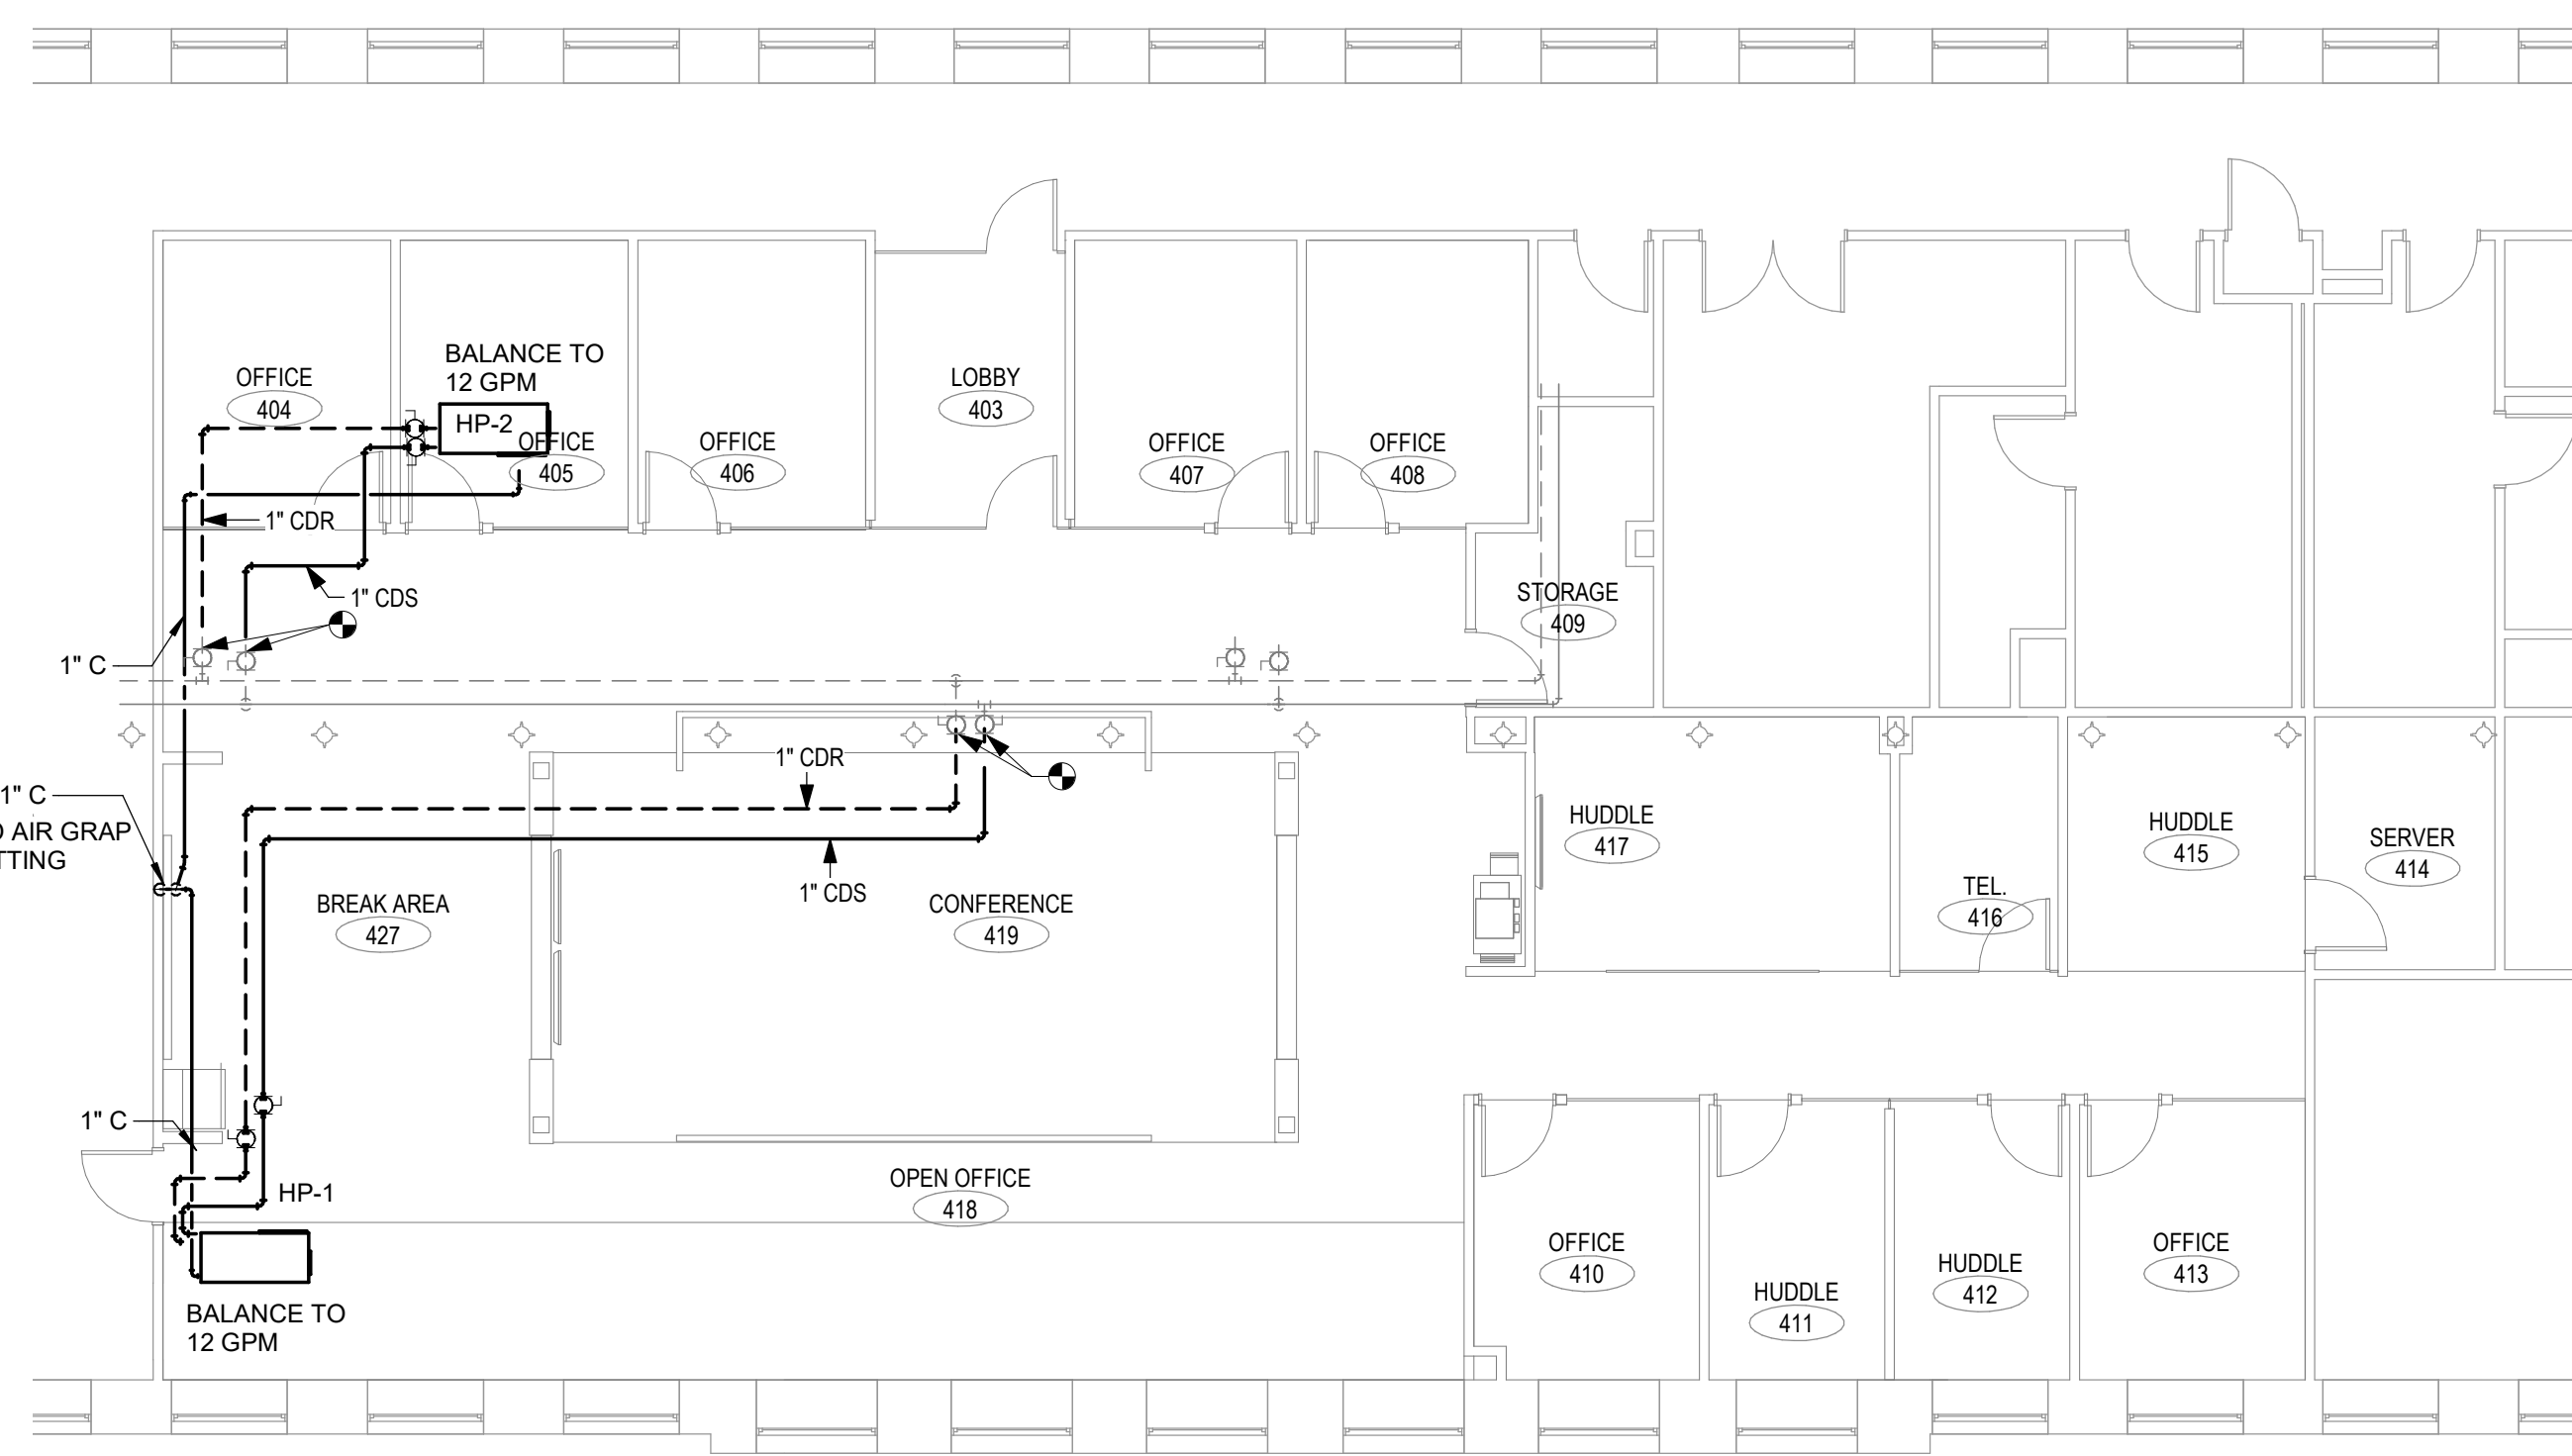 BALANCE TO
12 GPM
OFFICE
404
HP-2
OFFICE
405
OFFICE
406
LOBBY
403
OFFICE
407
OFFICE
408
1" CDR
1" CDS
STORAGE
409
1" C
1" CDR
1" C
O AIR GRAP
TTING
1" CDS
BREAK AREA
427
CONFERENCE
419
HUDDLE
417
TEL.
416
HUDDLE
415
SERVER
414
1" C
HP-1
OPEN OFFICE
418
BALANCE TO
12 GPM
OFFICE
410
HUDDLE
411
HUDDLE
412
OFFICE
413